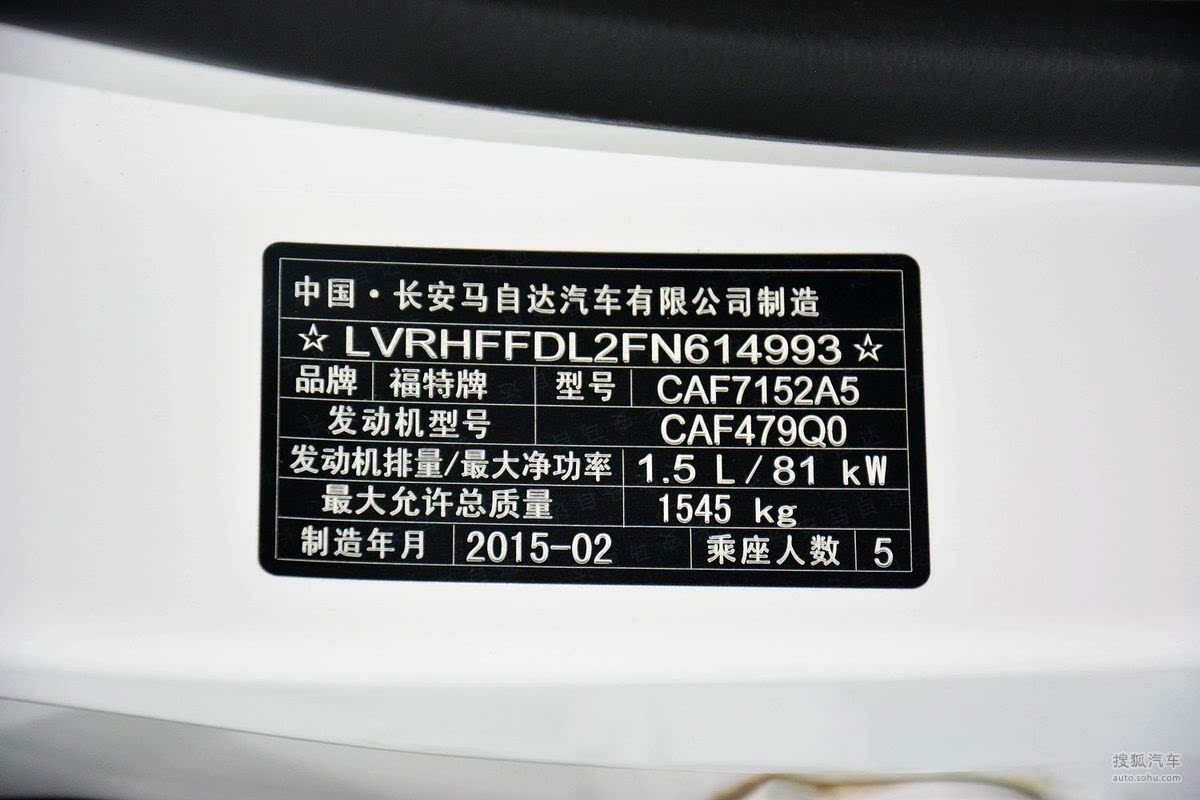 中国·长安马自达汽车有限公司制造
☆ LVRHFFDL2FN614993 ☆
品牌 福特牌 型号 CAF7152A5
发动机型号 CAF479Q0
发动机排量/最大净功率 1.5 L/81 kW
最大允许总质量 1545 kg
制造年月 2015-02 乘座人数 5
搜狐汽车
auto.sohu.com